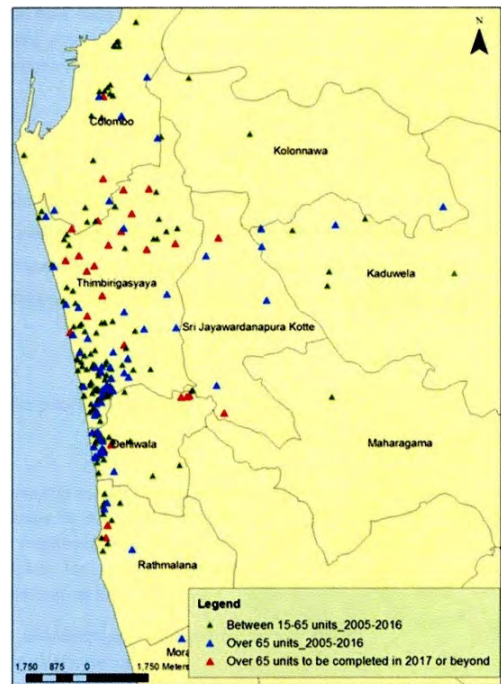 N
Colombo
Kolonnawa
Kaduwela
Thimbirigasyaya
Sri Jayawardanapura Kotte
Maharagama
Dehiwala
Rathmalana
Mora
Legend
Between 15-65 units_2005-2016
Over 65 units_2005-2016
Over 65 units to be completed in 2017 or beyond
1,750 875 0 1,750 Meters